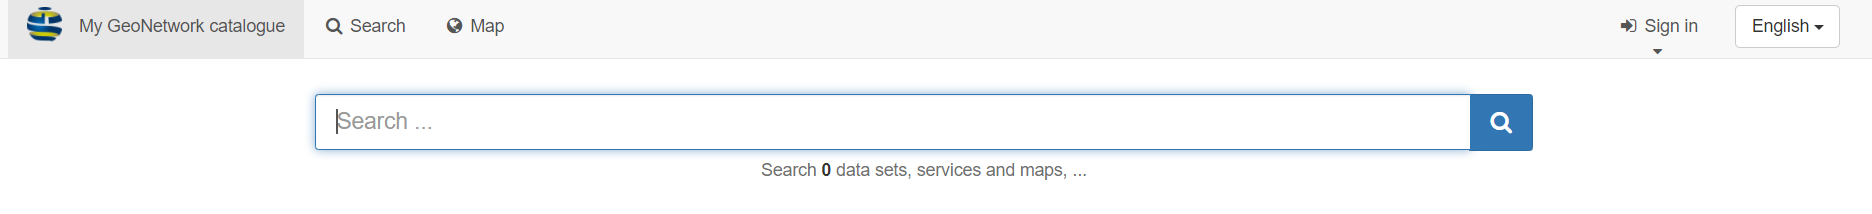 My GeoNetwork catalogue Search Map Sign in English
Search ...
Search 0 data sets, services and maps, ...